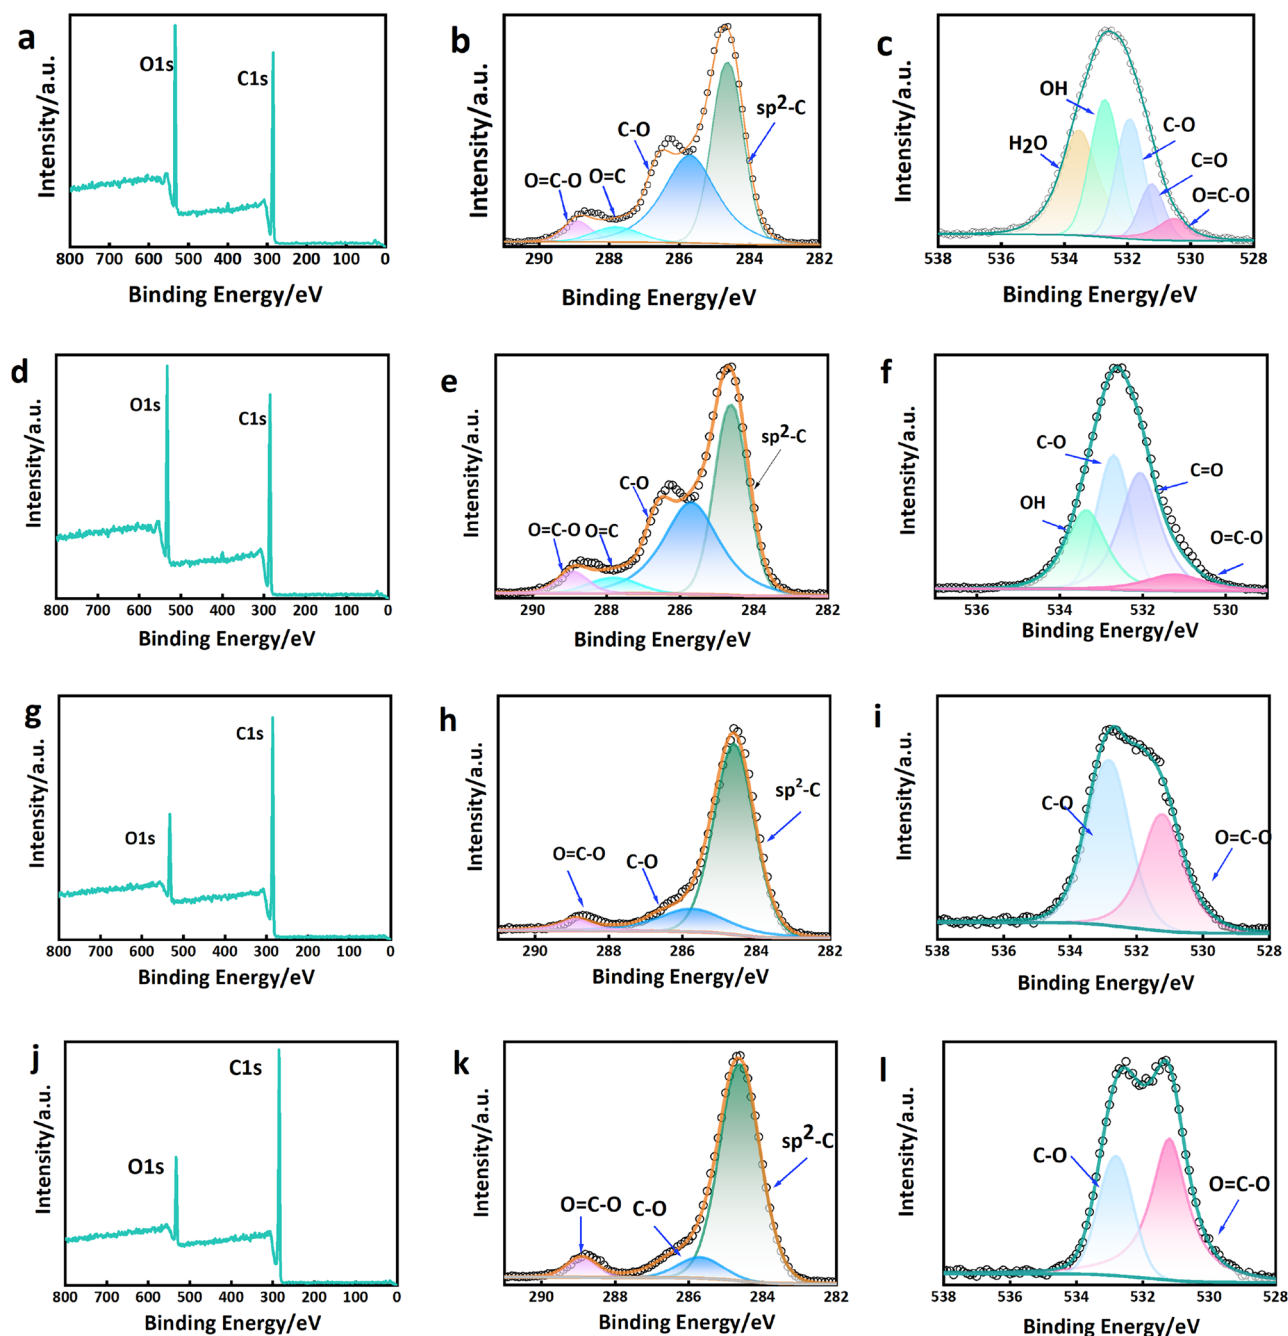 a
O1s
C1s
Intensity/a.u.
800 700 600 500 400 300 200 100 0
Binding Energy/eV
b
sp2-C
C-O
O=C
O=C-O
Intensity/a.u.
290 288 286 284 282
Binding Energy/eV
c
OH
H2O
C-O
C=O
O=C-O
Intensity/a.u.
538 536 534 532 530 528
Binding Energy/eV
d
O1s
C1s
Intensity/a.u.
800 700 600 500 400 300 200 100 0
Binding Energy/eV
e
sp2-C
C-O
O=C-O
O=C
Intensity/a.u.
290 288 286 284 282
Binding Energy/eV
f
C-O
C=O
OH
O=C-O
Intensity/a.u.
536 534 532 530
Binding Energy/eV
g
C1s
O1s
Intensity/a.u.
800 700 600 500 400 300 200 100 0
Binding Energy/eV
h
sp2-C
O=C-O
C-O
Intensity/a.u.
290 288 286 284 282
Binding Energy/eV
i
C-O
O=C-O
Intensity/a.u.
538 536 534 532 530 528
Binding Energy/eV
j
C1s
O1s
Intensity/a.u.
800 700 600 500 400 300 200 100 0
Binding Energy/eV
k
sp2-C
O=C-O
C-O
Intensity/a.u.
290 288 286 284 282
Binding Energy/eV
l
C-O
O=C-O
Intensity/a.u.
538 536 534 532 530 528
Binding Energy/eV